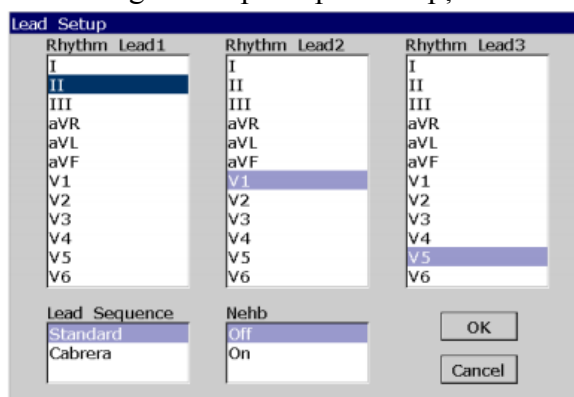 Lead Setup
Rhythm Lead1
I
II
III
aVR
aVL
aVF
V1
V2
V3
V4
V5
V6
Rhythm Lead2
I
II
III
aVR
aVL
aVF
V1
V2
V3
V4
V5
V6
Rhythm Lead3
I
II
III
aVR
aVL
aVF
V1
V2
V3
V4
V5
V6
Lead Sequence
Standard
Cabrera
Nehb
Off
On
OK
Cancel